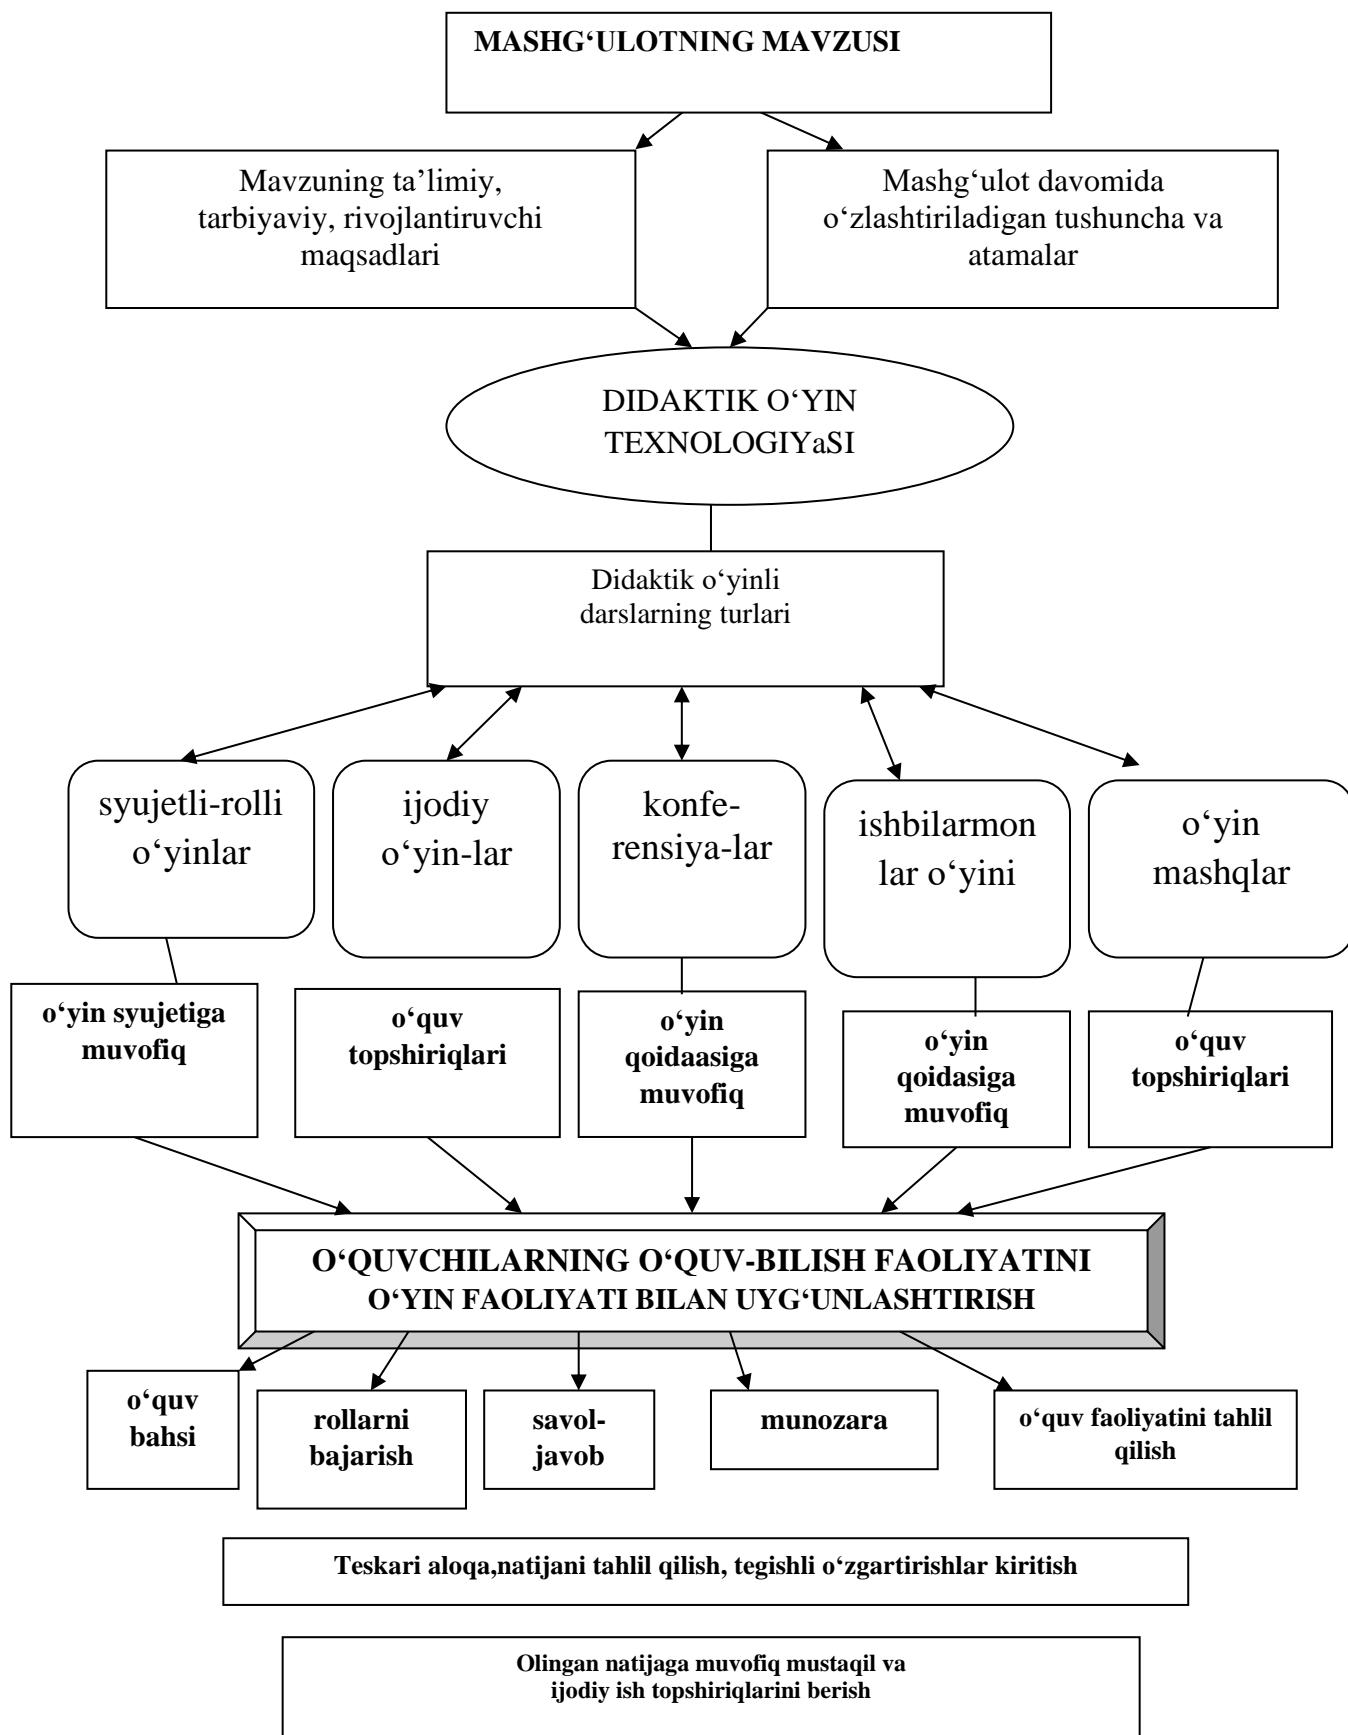 MASHG‘ULOTNING MAVZUSI
Mavzuning ta’limiy,
tarbiyaviy, rivojlantiruvchi
maqsadlari
Mashg‘ulot davomida
o‘zlashtiriladigan tushuncha va
atamalar
DIDAKTIK O‘YIN
TEXNOLOGIYaSI
Didaktik o‘yinli
darslarning turlari
syujetli-rolli
o‘yinlar
ijodiy
o‘yin-lar
konfe-
rensiya-lar
ishbilarmon
lar o‘yini
o‘yin
mashqlar
o‘yin syujetiga
muvofiq
o‘quv
topshiriqlari
o‘yin
qoidaasiga
muvofiq
o‘yin
qoidasiga
muvofiq
o‘quv
topshiriqlari
O‘QUVCHILARNING O‘QUV-BILISH FAOLIYATINI
O‘YIN FAOLIYATI BILAN UYG‘UNLASHTIRISH
o‘quv
bahsi
rollarni
bajarish
savol-
javob
munozara
o‘quv faoliyatini tahlil
qilish
Teskari aloqa,natijani tahlil qilish, tegishli o‘zgartirishlar kiritish
Olingan natijaga muvofiq mustaqil va
ijodiy ish topshiriqlarini berish